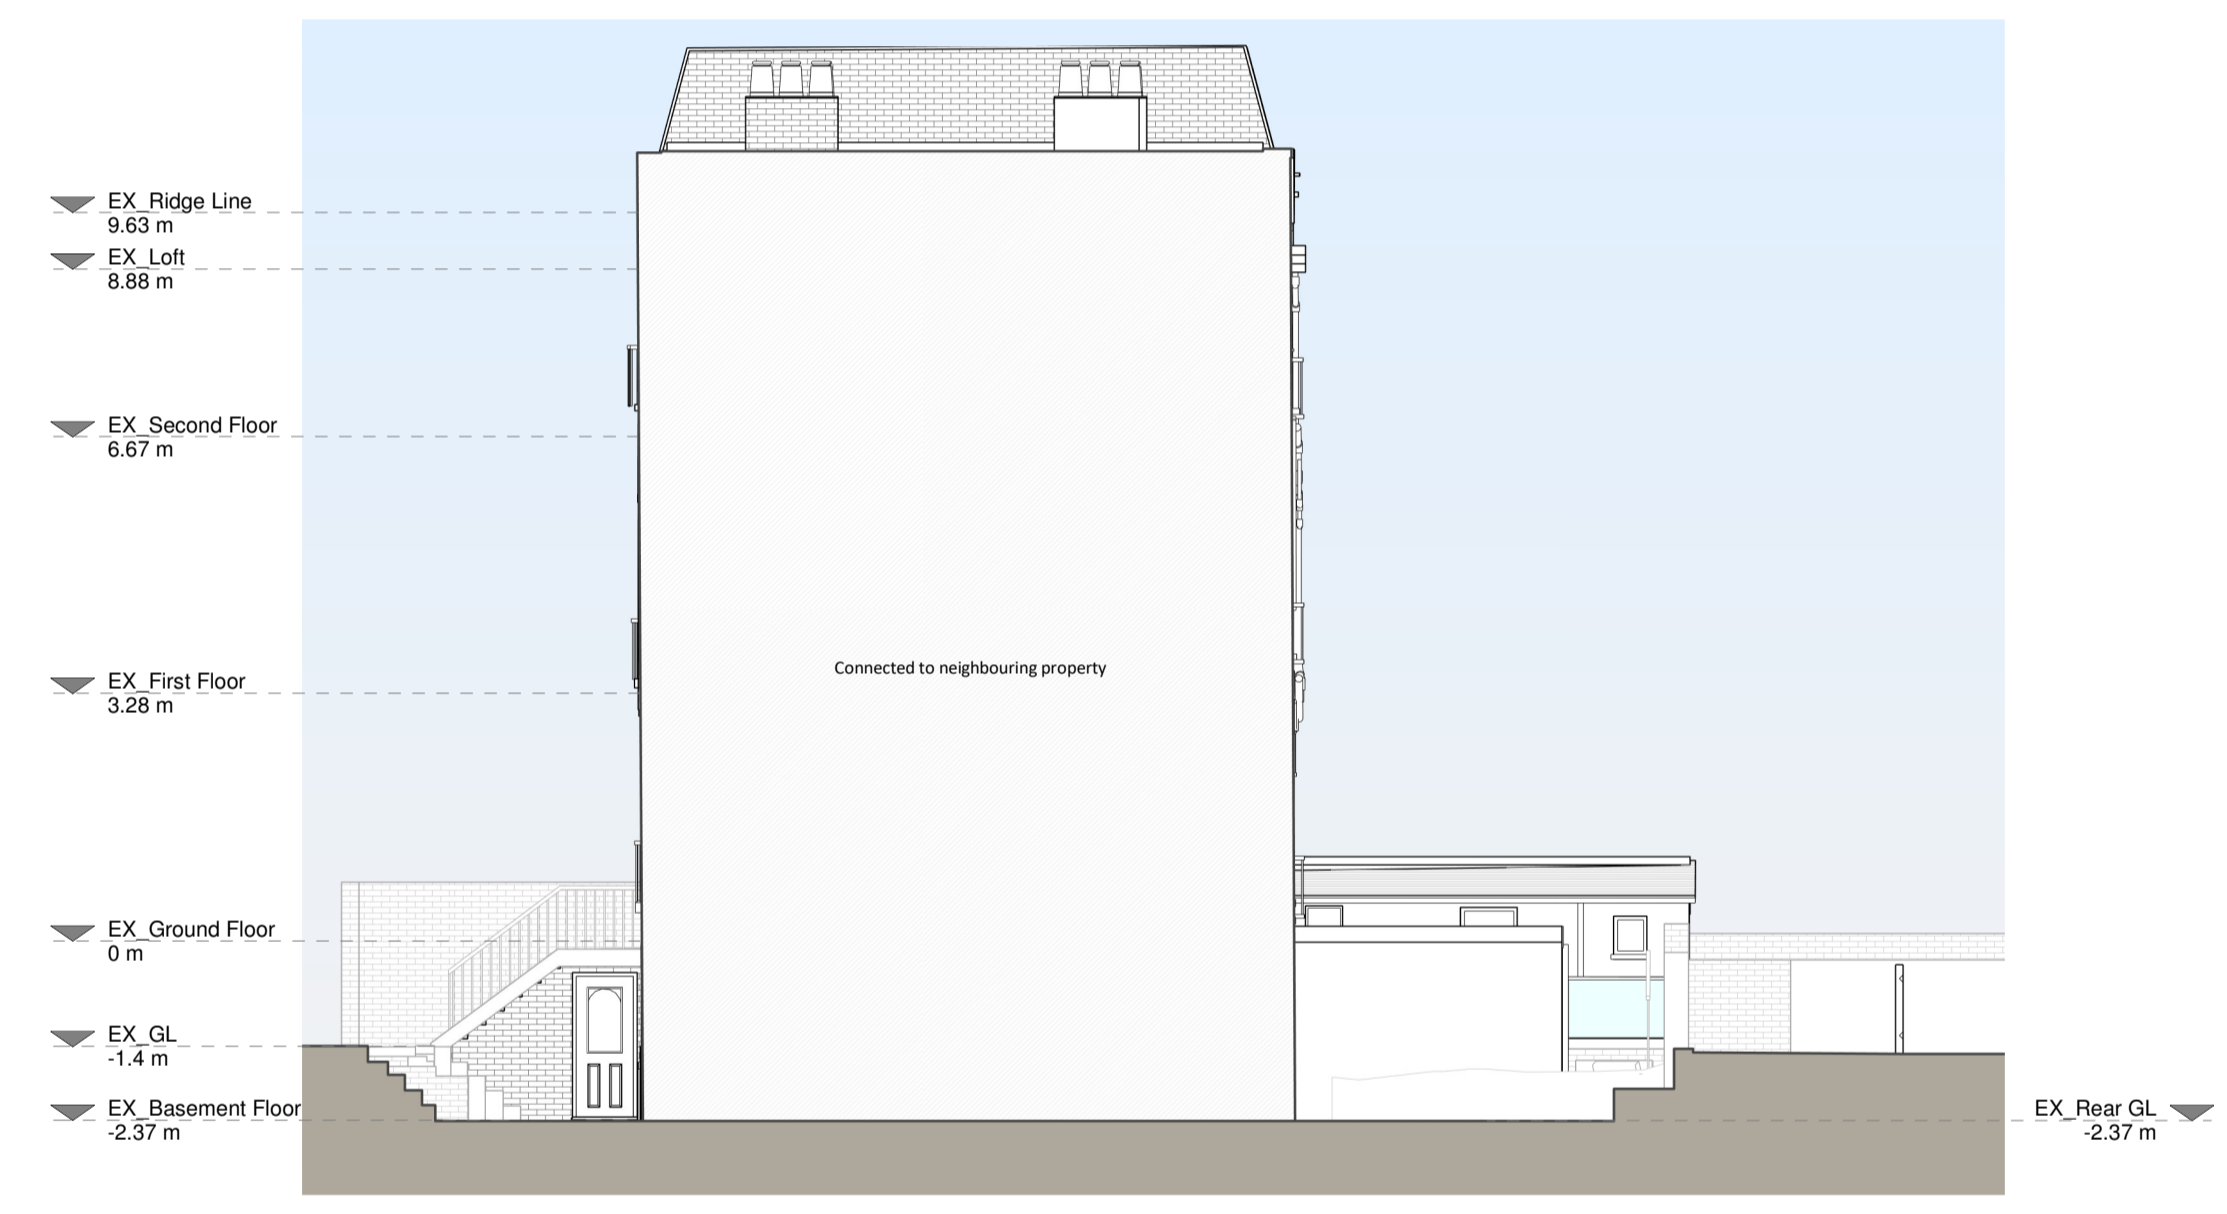 EX_Ridge Line
9.63 m
EX_Loft
8.88 m
EX_Second Floor
6.67 m
Connected to neighbouring property
EX_First Floor
3.28 m
EX_Ground Floor
0 m
EX_GL
-1.4 m
EX_Basement Floor
-2.37 m
EX_Rear GL
-2.37 m